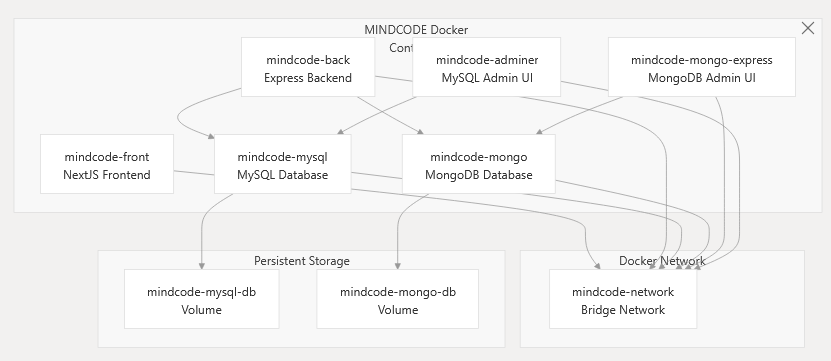 MINDCODE Docker
mindcode-back
Express Backend
mindcode-adminer
MySQL Admin UI
mindcode-mongo-express
MongoDB Admin UI
mindcode-front
NextJS Frontend
mindcode-mysql
MySQL Database
mindcode-mongo
MongoDB Database
Persistent Storage
Docker Network
mindcode-mysql-db
Volume
mindcode-mongo-db
Volume
mindcode-network
Bridge Network